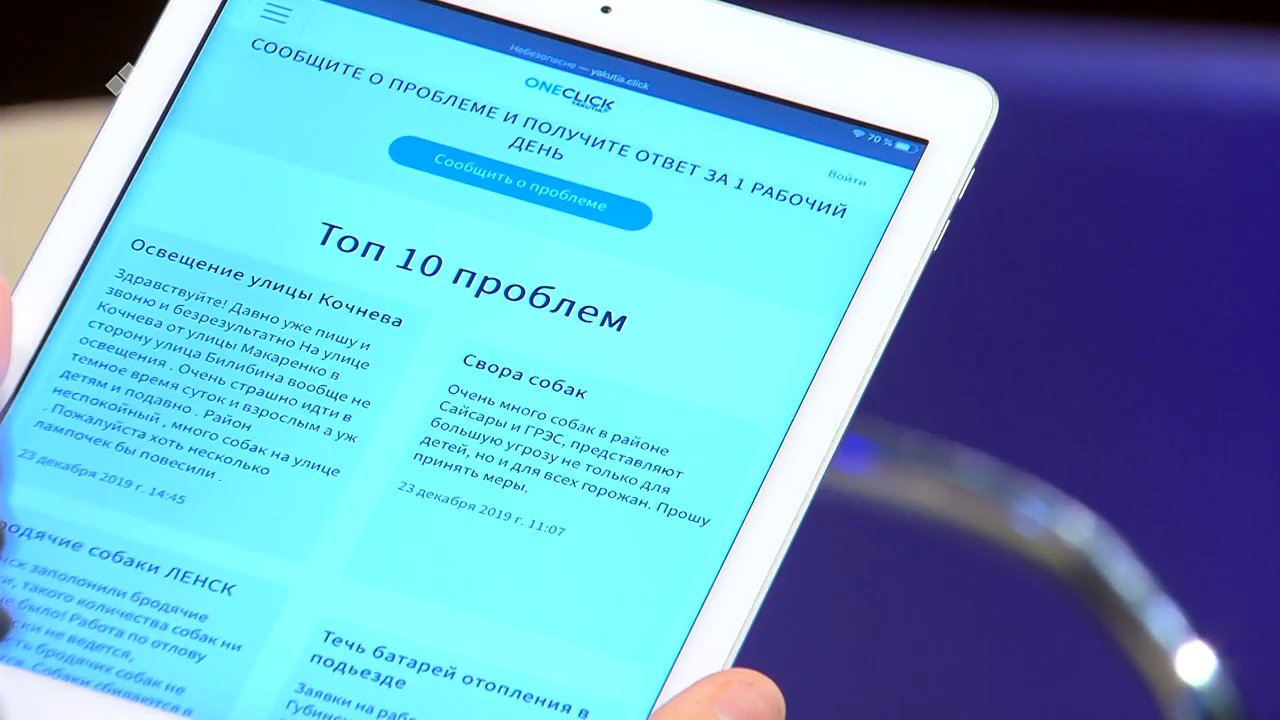 Небезопасно — yakutia.click
70 %
ONECLICK
YAKUTIA
Войти
СООБЩИТЕ О ПРОБЛЕМЕ И ПОЛУЧИТЕ ОТВЕТ ЗА 1 РАБОЧИЙ
ДЕНЬ
Сообщить о проблеме
Топ 10 проблем
Освещение улицы Кочнева
Здравствуйте! Давно уже пишу и
звоню и безрезультатно На улице
Кочнева от улицы Макаренко в
сторону улица Билибина вообще не
освещения . Очень страшно идти в
темное время суток и взрослым а уж
детям и подавно . Район
неспокойный , много собак на улице
. Пожалуйста хоть несколько
лампочек бы повесили .
23 декабря 2019 г. 14:45
Свора собак
Очень много собак в районе
Сайсары и ГРЭС, представляют
большую угрозу не только для
детей, но и для всех горожан. Прошу
принять меры.
23 декабря 2019 г. 11:07
собаки ЛЕНСК
заполонили бродячие
такого количества собак ни
было! Работа по отлову
не ведется,
бродячих собак не
Собаки сбиваются в
Течь батарей отопления в
подьезде
Заявки на